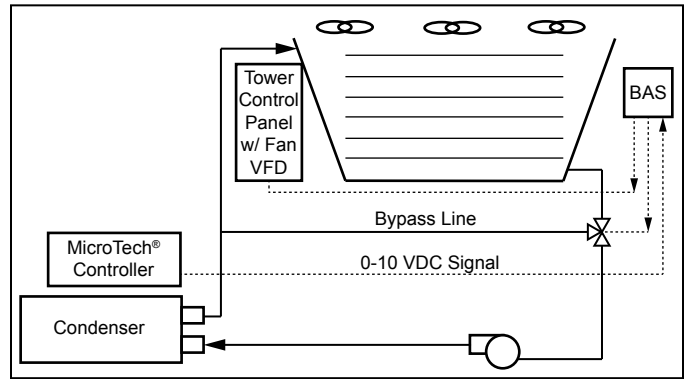 Tower
Control
Panel
w/ Fan
VFD
BAS
Bypass Line
MicroTech®
Controller
0-10 VDC Signal
Condenser